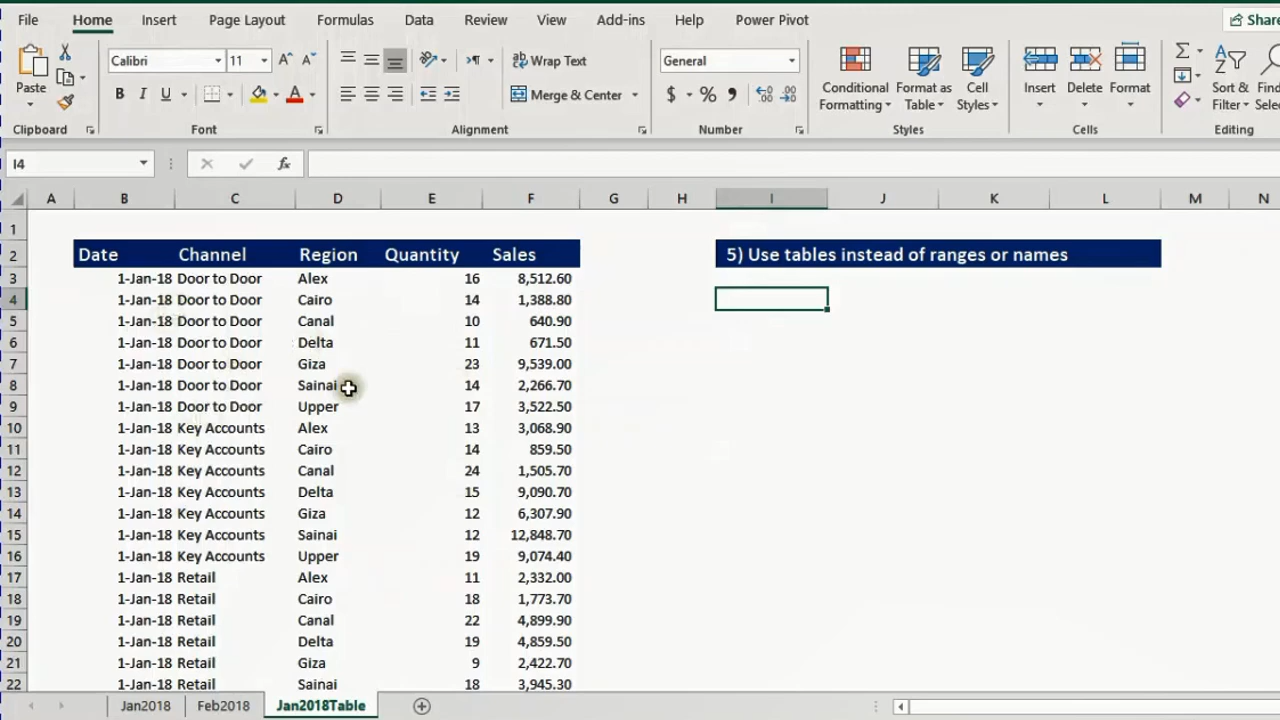 File Home Insert Page Layout Formulas Data Review View Add-ins Help Power Pivot
Calibri 11 Wrap Text General
Paste B I U Merge & Center $ % Conditional Formatting Format as Table Cell Styles Insert Delete Format Sort & Filter
Clipboard Font Alignment Number Styles Cells Editing
I4 fx
A B C D E F G H I J K L M N
1
2 Date Channel Region Quantity Sales 5) Use tables instead of ranges or names
3 1-Jan-18 Door to Door Alex 16 8,512.60
4 1-Jan-18 Door to Door Cairo 14 1,388.80
5 1-Jan-18 Door to Door Canal 10 640.90
6 1-Jan-18 Door to Door Delta 11 671.50
7 1-Jan-18 Door to Door Giza 23 9,539.00
8 1-Jan-18 Door to Door Sainai 14 2,266.70
9 1-Jan-18 Door to Door Upper 17 3,522.50
10 1-Jan-18 Key Accounts Alex 13 3,068.90
11 1-Jan-18 Key Accounts Cairo 14 859.50
12 1-Jan-18 Key Accounts Canal 24 1,505.70
13 1-Jan-18 Key Accounts Delta 15 9,090.70
14 1-Jan-18 Key Accounts Giza 12 6,307.90
15 1-Jan-18 Key Accounts Sainai 12 12,848.70
16 1-Jan-18 Key Accounts Upper 19 9,074.40
17 1-Jan-18 Retail Alex 11 2,332.00
18 1-Jan-18 Retail Cairo 18 1,773.70
19 1-Jan-18 Retail Canal 22 4,899.90
20 1-Jan-18 Retail Delta 19 4,859.50
21 1-Jan-18 Retail Giza 9 2,422.70
22 1-Jan-18 Retail Sainai 18 3,945.30
Jan2018 Feb2018 Jan2018Table